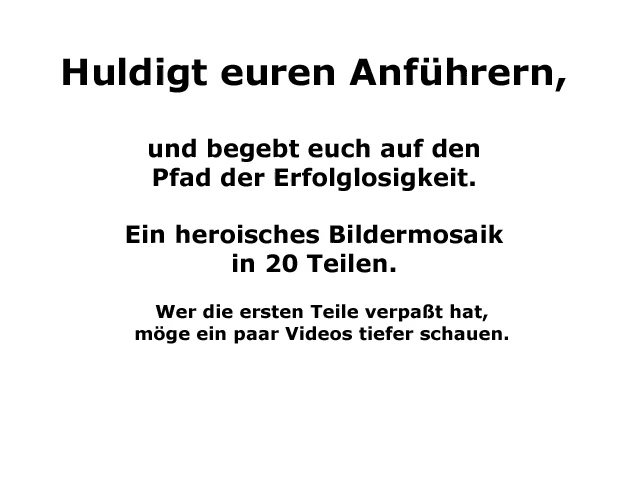 Huldigt euren Anführern,
und begebt euch auf den
Pfad der Erfolglosigkeit.
Ein heroisches Bildermosaik
in 20 Teilen.
Wer die ersten Teile verpaßt hat,
möge ein paar Videos tiefer schauen.